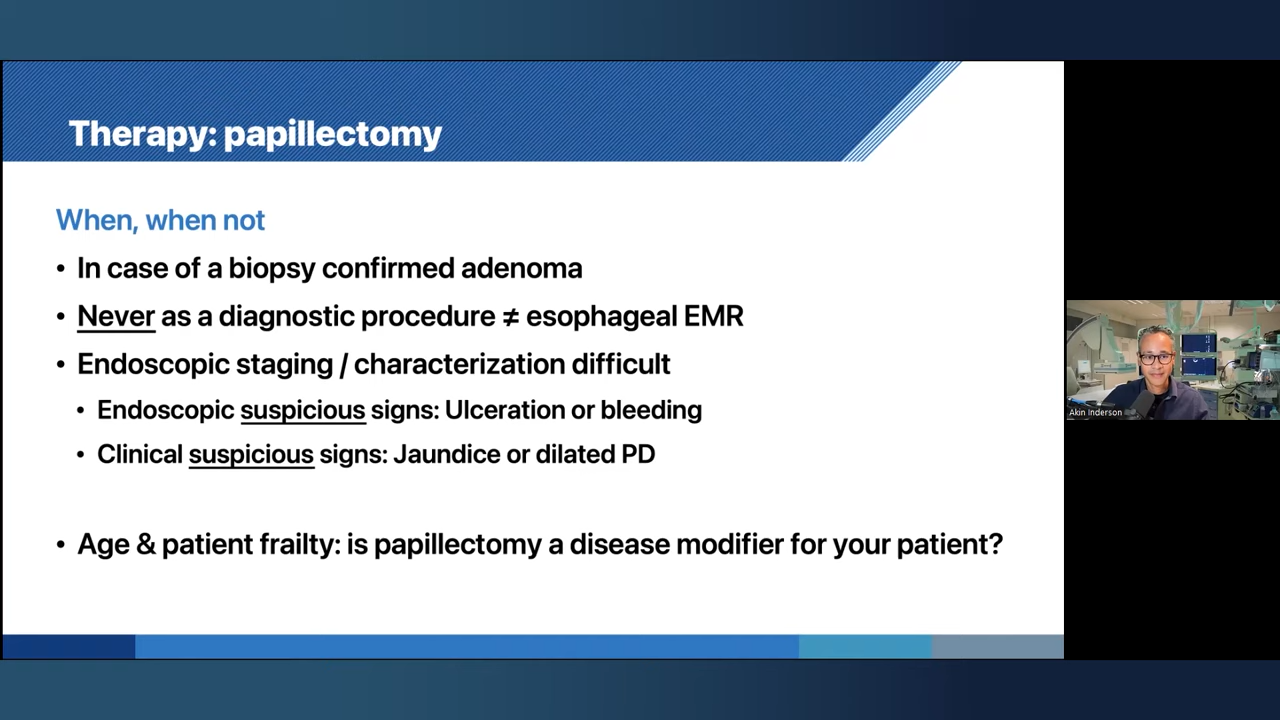 Therapy: papillectomy
When, when not
• In case of a biopsy confirmed adenoma
• Never as a diagnostic procedure ≠ esophageal EMR
• Endoscopic staging / characterization difficult
• Endoscopic suspicious signs: Ulceration or bleeding
• Clinical suspicious signs: Jaundice or dilated PD
• Age & patient frailty: is papillectomy a disease modifier for your patient?
Akin Inderson